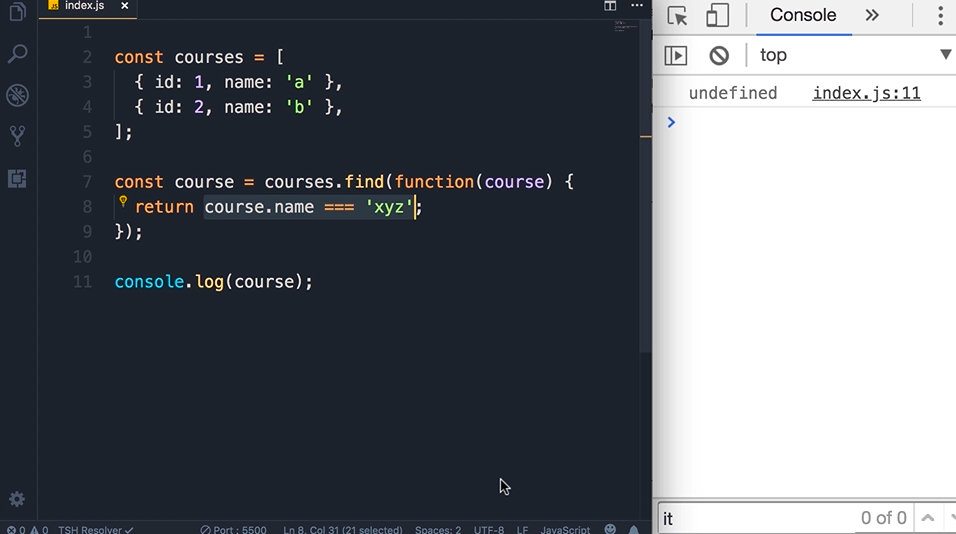 index.js ×
1
2 const courses = [
3 { id: 1, name: 'a' },
4 { id: 2, name: 'b' },
5 ];
6
7 const course = courses.find(function(course) {
8 return course.name === 'xyz';
9 });
10
11 console.log(course);
0 0 TSH Resolver Port : 5500 Ln 8, Col 31 (21 selected) Spaces: 2 UTF-8 LF JavaScript
Console »
top
undefined index.js:11
>
it 0 of 0